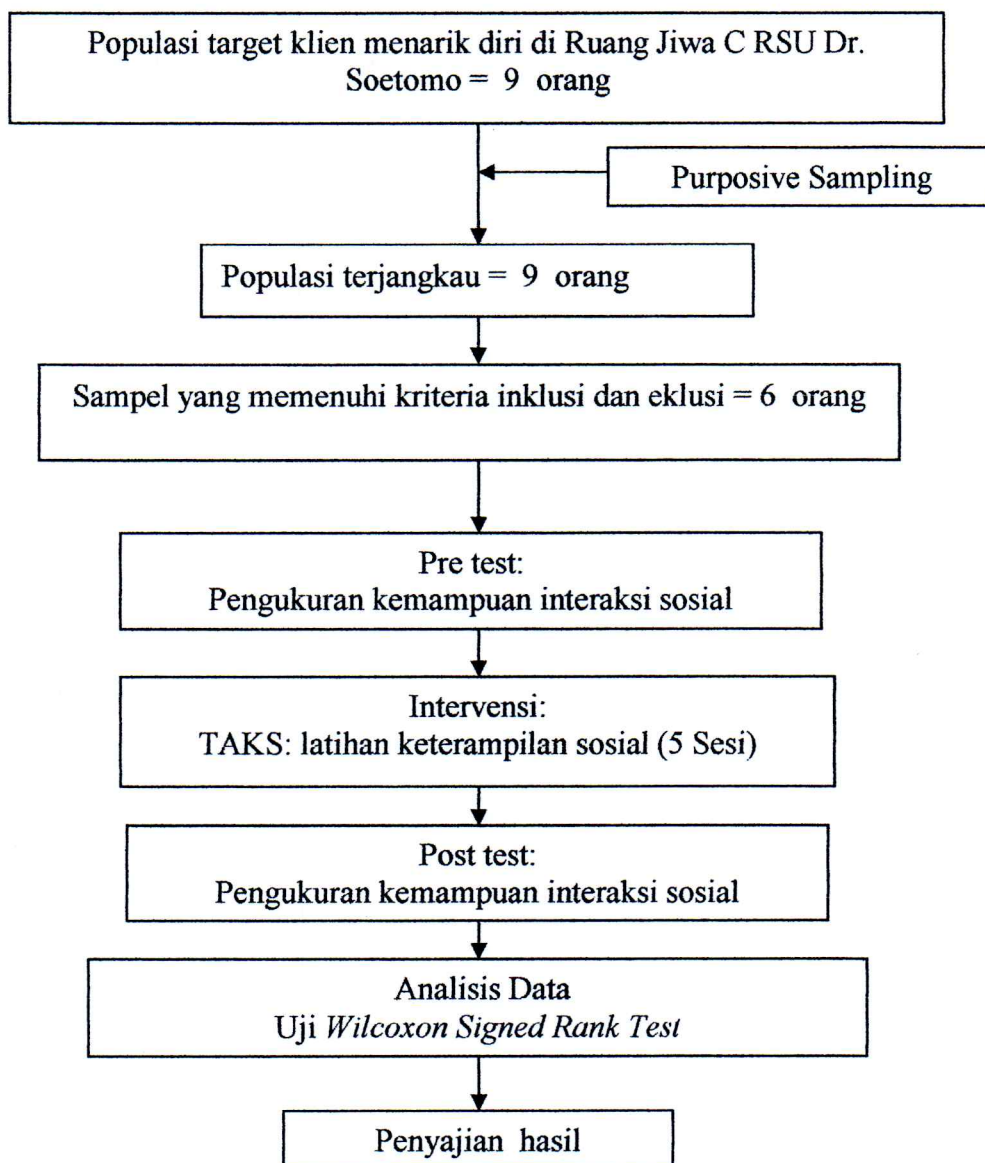 Populasi target klien menarik diri di Ruang Jiwa C RSU Dr.
Soetomo = 9 orang
Purposive Sampling
Populasi terjangkau = 9 orang
Sampel yang memenuhi kriteria inklusi dan eklusi = 6 orang
Pre test:
Pengukuran kemampuan interaksi sosial
Intervensi:
TAKS: latihan keterampilan sosial (5 Sesi)
Post test:
Pengukuran kemampuan interaksi sosial
Analisis Data
Uji Wilcoxon Signed Rank Test
Penyajian hasil